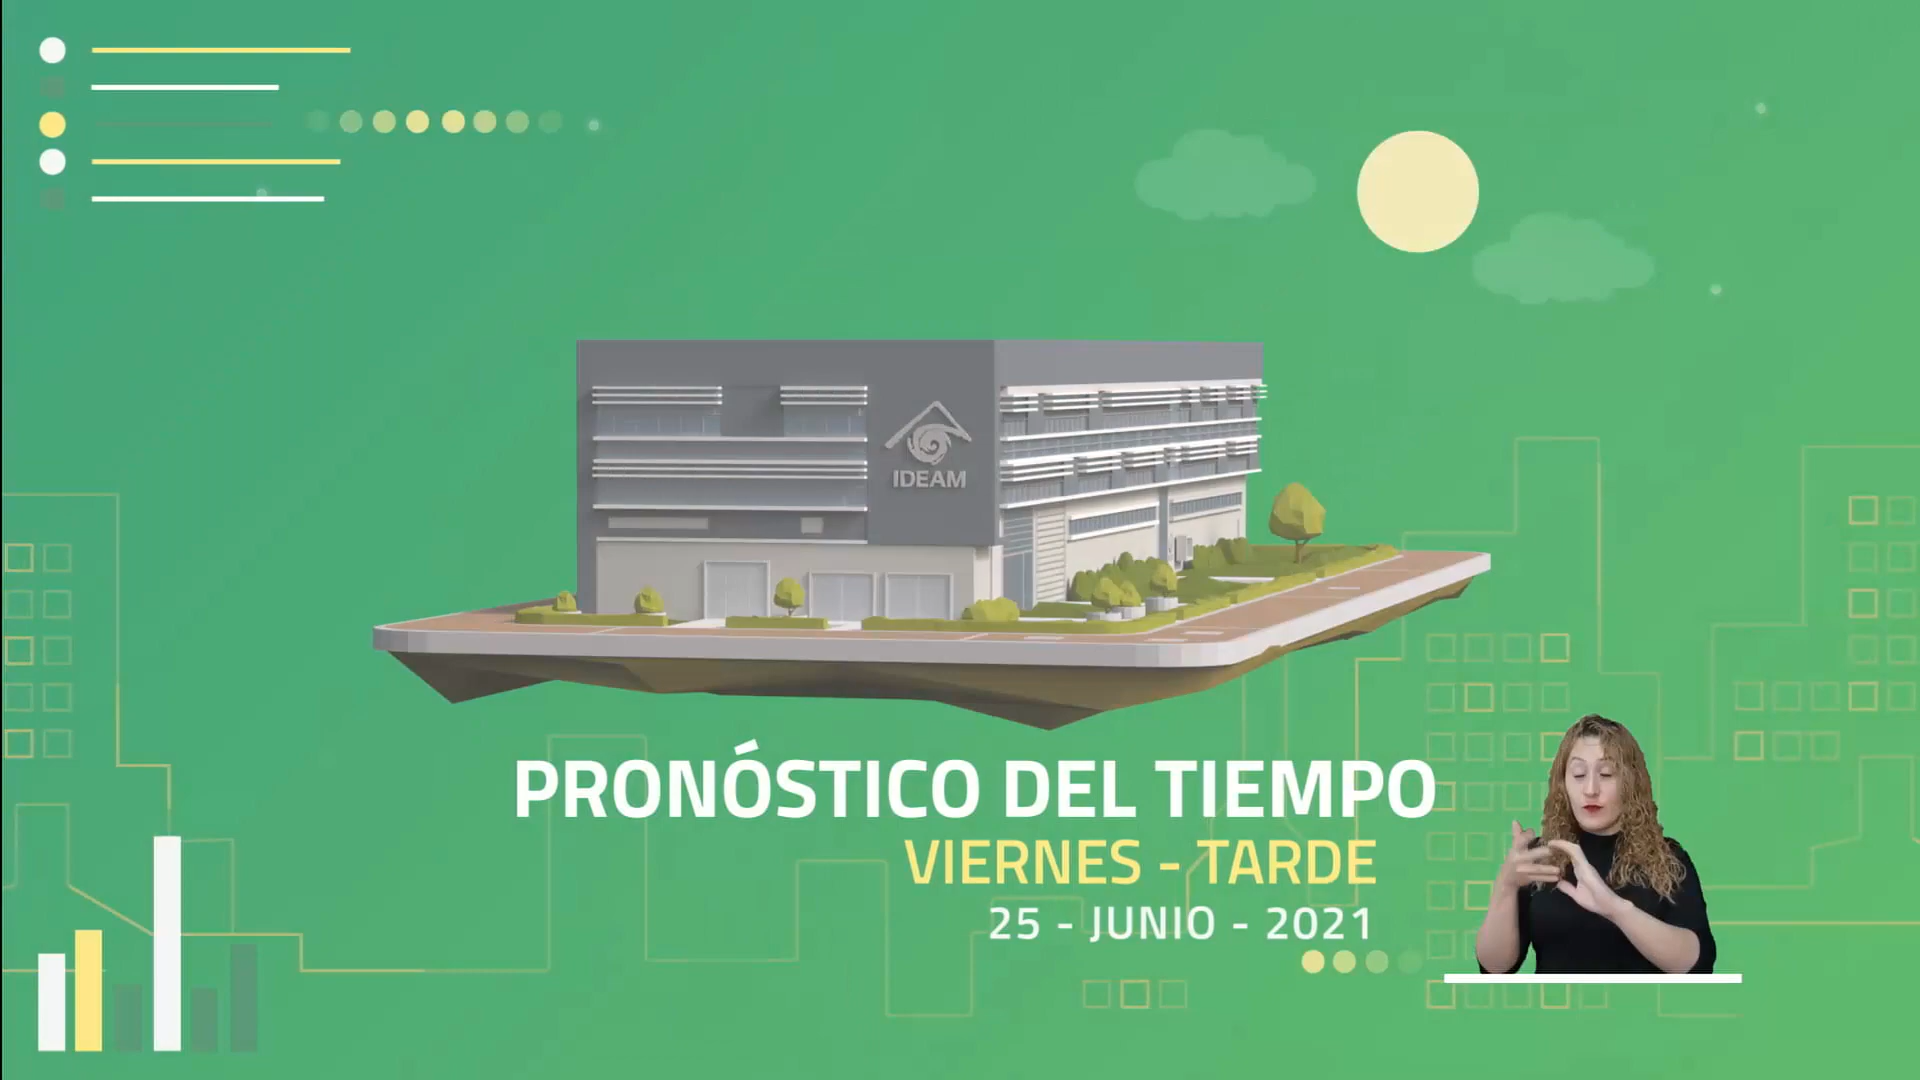 IDEAM
PRONÓSTICO DEL TIEMPO
VIERNES - TARDE
25 - JUNIO - 2021